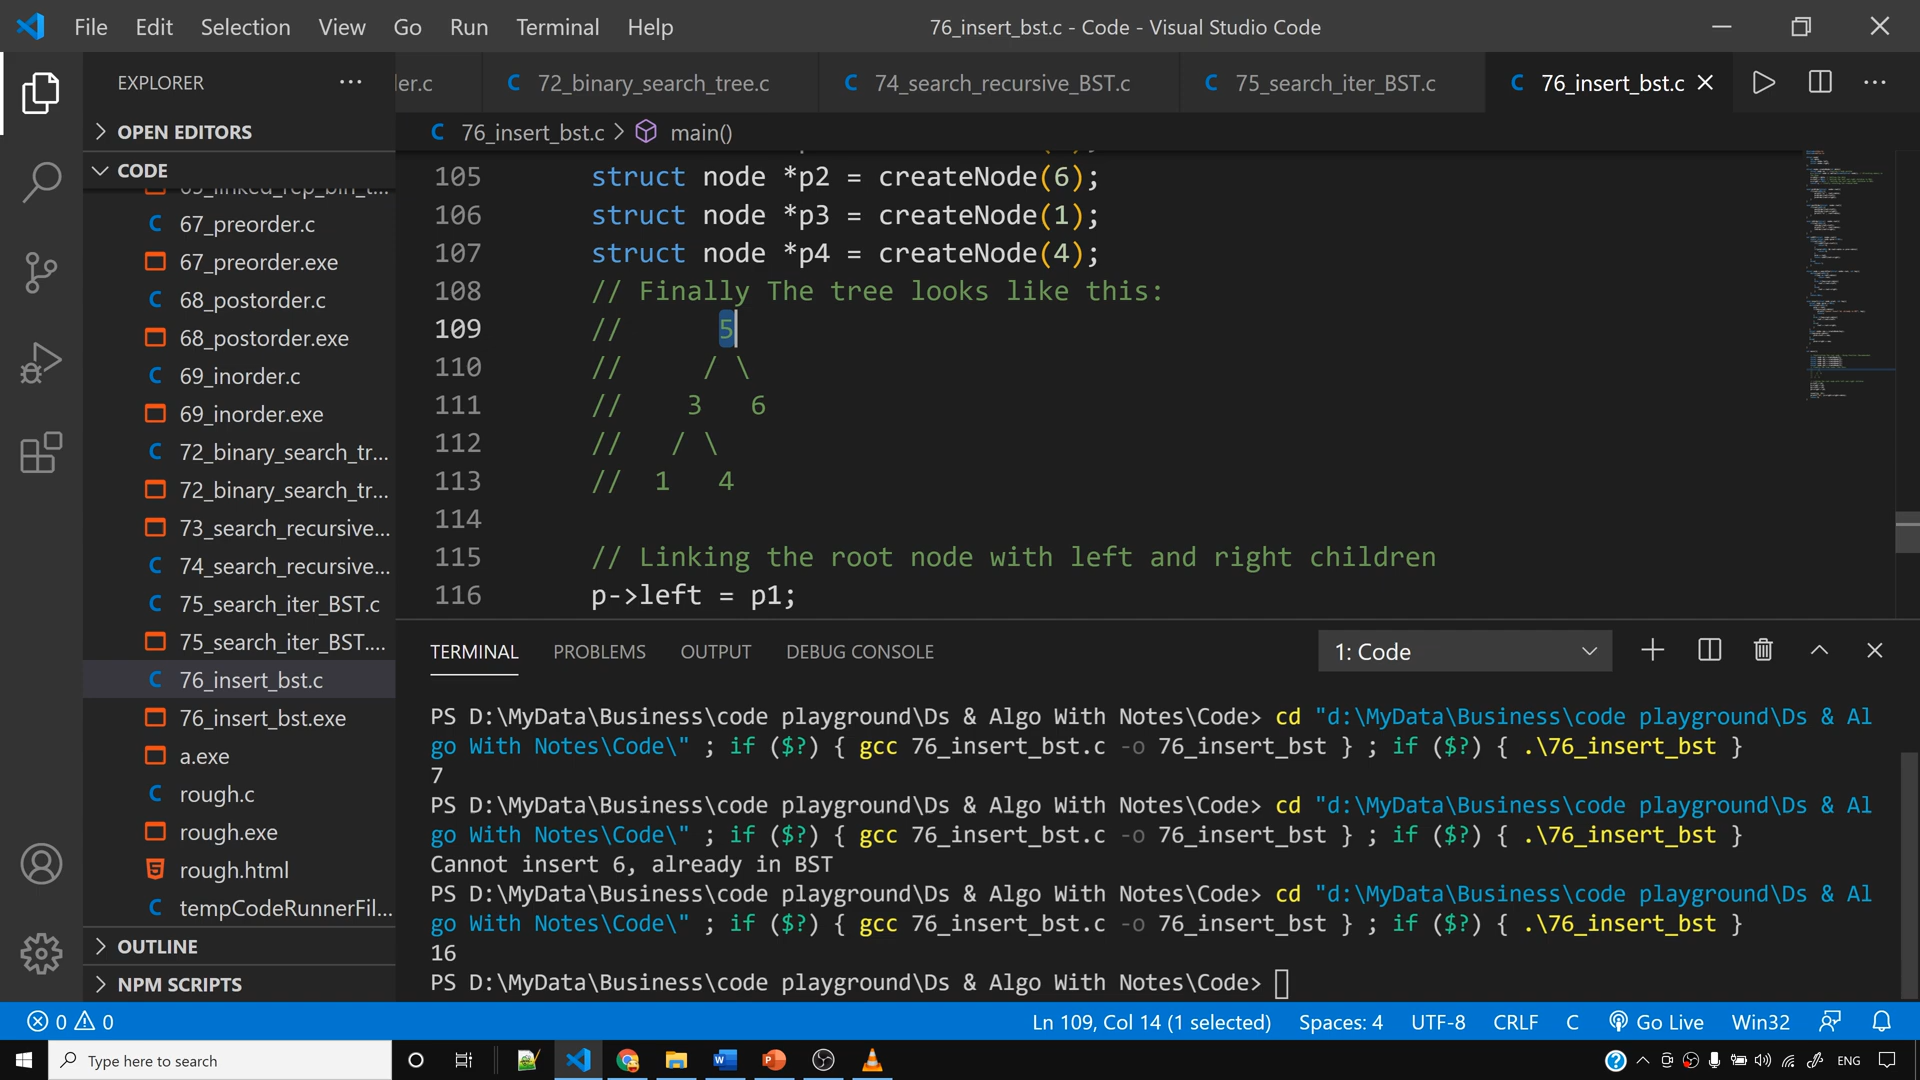 File Edit Selection View Go Run Terminal Help
76_insert_bst.c - Code - Visual Studio Code
EXPLORER
OPEN EDITORS
CODE
67_preorder.c
67_preorder.exe
68_postorder.c
68_postorder.exe
69_inorder.c
69_inorder.exe
72_binary_search_tr...
72_binary_search_tr...
73_search_recursive...
74_search_recursive...
75_search_iter_BST.c
75_search_iter_BST....
76_insert_bst.c
76_insert_bst.exe
a.exe
rough.c
rough.exe
rough.html
tempCodeRunnerFil...
OUTLINE
NPM SCRIPTS
ler.c
C 72_binary_search_tree.c
C 74_search_recursive_BST.c
C 75_search_iter_BST.c
C 76_insert_bst.c
C 76_insert_bst.c > main()
105 struct node *p2 = createNode(6);
106 struct node *p3 = createNode(1);
107 struct node *p4 = createNode(4);
108 // Finally The tree looks like this:
109 // 5
110 // / \
111 // 3 6
112 // / \
113 // 1 4
114
115 // Linking the root node with left and right children
116 p->left = p1;
TERMINAL PROBLEMS OUTPUT DEBUG CONSOLE
1: Code
PS D:\MyData\Business\code playground\Ds & Algo With Notes\Code> cd "d:\MyData\Business\code playground\Ds & Al
go With Notes\Code\" ; if ($?) { gcc 76_insert_bst.c -o 76_insert_bst } ; if ($?) { .\76_insert_bst }
7
PS D:\MyData\Business\code playground\Ds & Algo With Notes\Code> cd "d:\MyData\Business\code playground\Ds & Al
go With Notes\Code\" ; if ($?) { gcc 76_insert_bst.c -o 76_insert_bst } ; if ($?) { .\76_insert_bst }
Cannot insert 6, already in BST
PS D:\MyData\Business\code playground\Ds & Algo With Notes\Code> cd "d:\MyData\Business\code playground\Ds & Al
go With Notes\Code\" ; if ($?) { gcc 76_insert_bst.c -o 76_insert_bst } ; if ($?) { .\76_insert_bst }
16
PS D:\MyData\Business\code playground\Ds & Algo With Notes\Code>
0 0
Ln 109, Col 14 (1 selected) Spaces: 4 UTF-8 CRLF C Go Live Win32
Type here to search
ENG